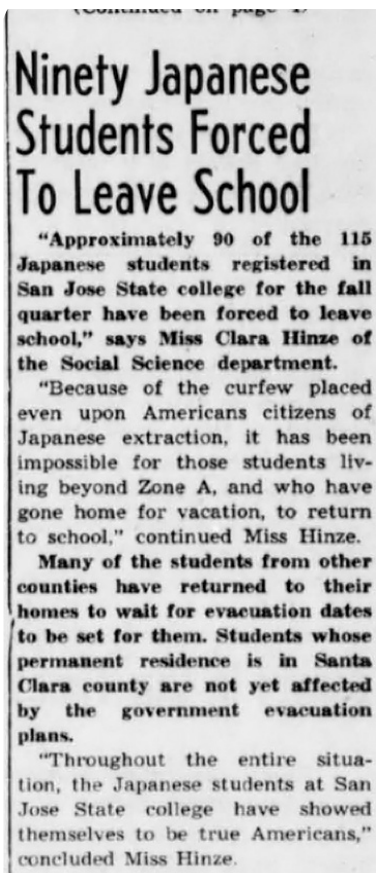 (Continued on page 4)
Ninety Japanese
Students Forced
To Leave School
"Approximately 90 of the 115
Japanese students registered in
San Jose State college for the fall
quarter have been forced to leave
school," says Miss Clara Hinze of
the Social Science department.
"Because of the curfew placed
even upon Americans citizens of
Japanese extraction, it has been
impossible for those students liv-
ing beyond Zone A, and who have
gone home for vacation, to return
to school," continued Miss Hinze.
Many of the students from other
counties have returned to their
homes to wait for evacuation dates
to be set for them. Students whose
permanent residence is in Santa
Clara county are not yet affected
by the government evacuation
plans.
"Throughout the entire situa-
tion, the Japanese students at San
Jose State college have showed
themselves to be true Americans,"
concluded Miss Hinze.